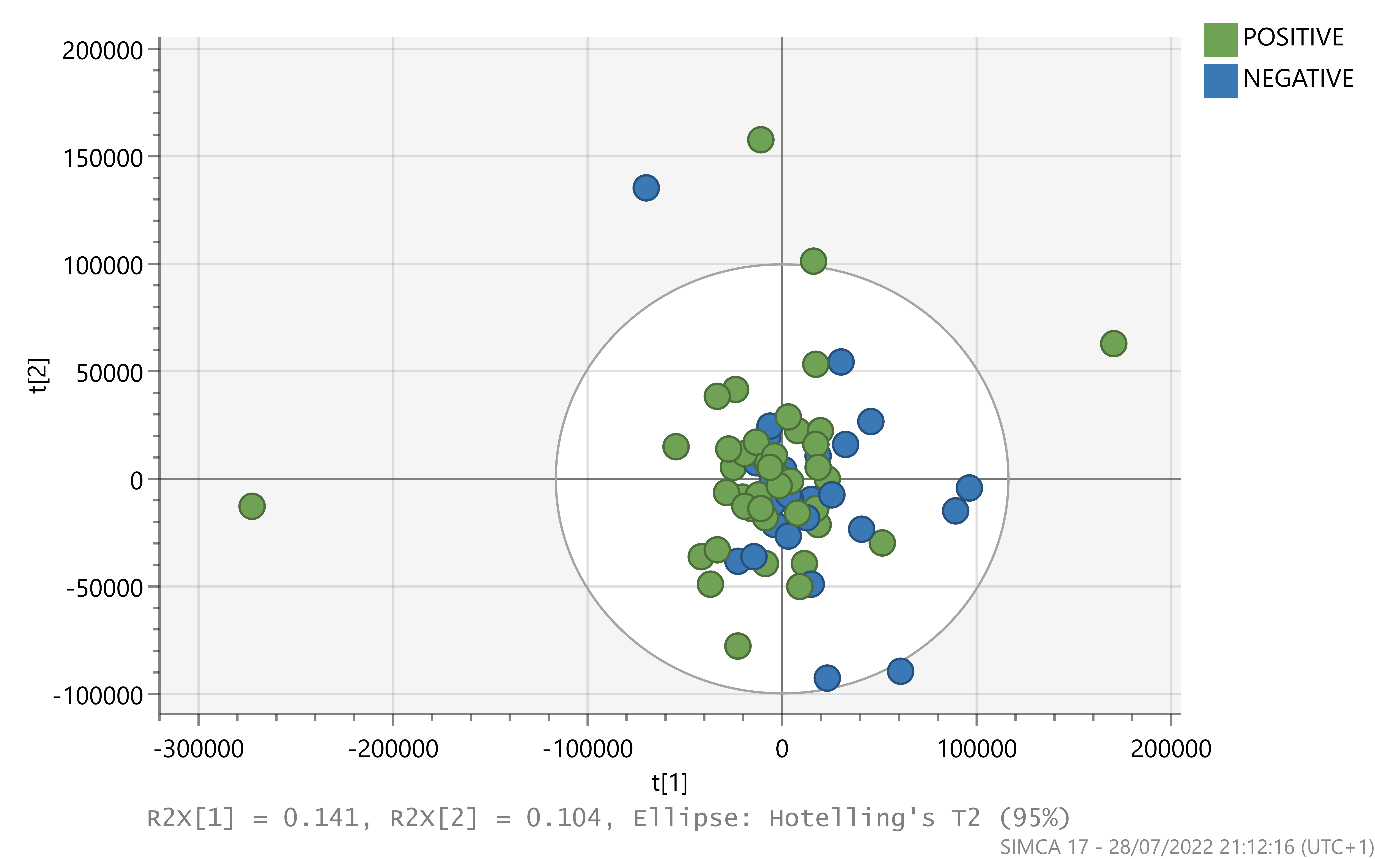 POSITIVE
NEGATIVE
200000
150000
100000
50000
0
-50000
-100000
t[2]
-300000 -200000 -100000 0 100000 200000
t[1]
R2X[1] = 0.141, R2X[2] = 0.104, Ellipse: Hotelling's T2 (95%)
SIMCA 17 - 28/07/2022 21:12:16 (UTC+1)